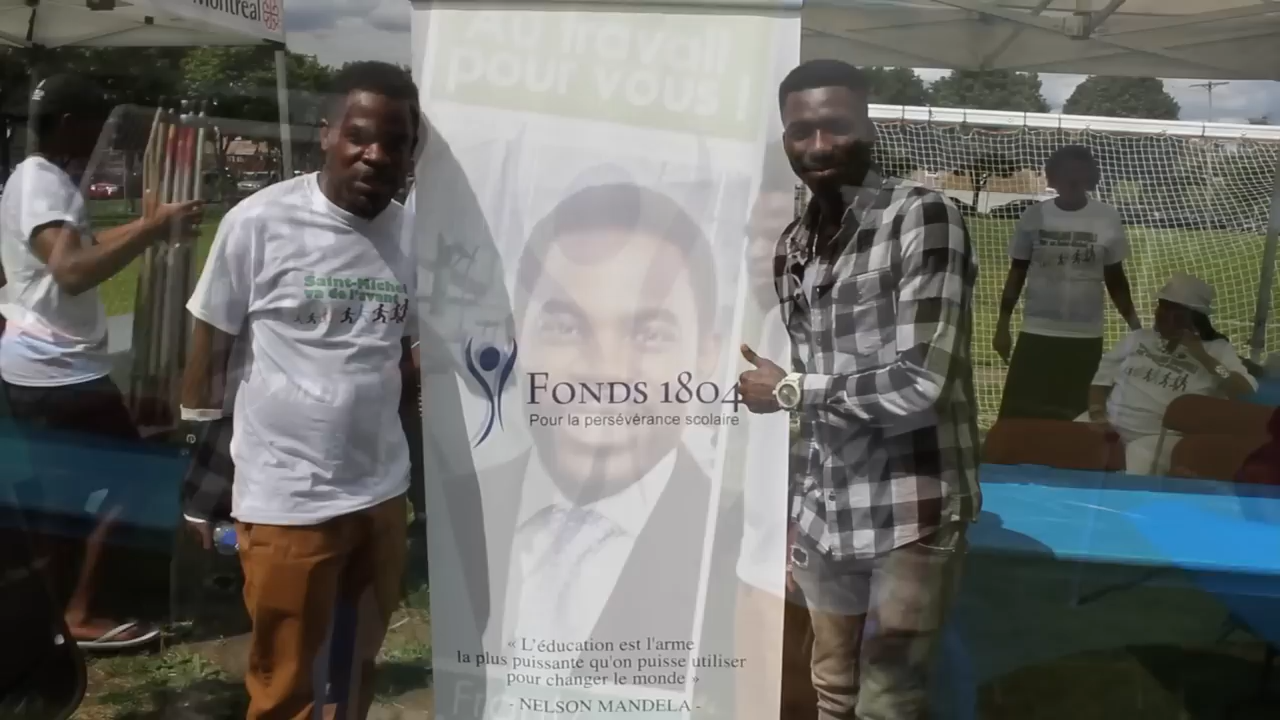 Montréal
Au travail
pour vous !
Saint-Michel
va de l'avant
FONDS 1804
Pour la persévérance scolaire
« L'éducation est l'arme
la plus puissante qu'on puisse utiliser
pour changer le monde »
- NELSON MANDELA -